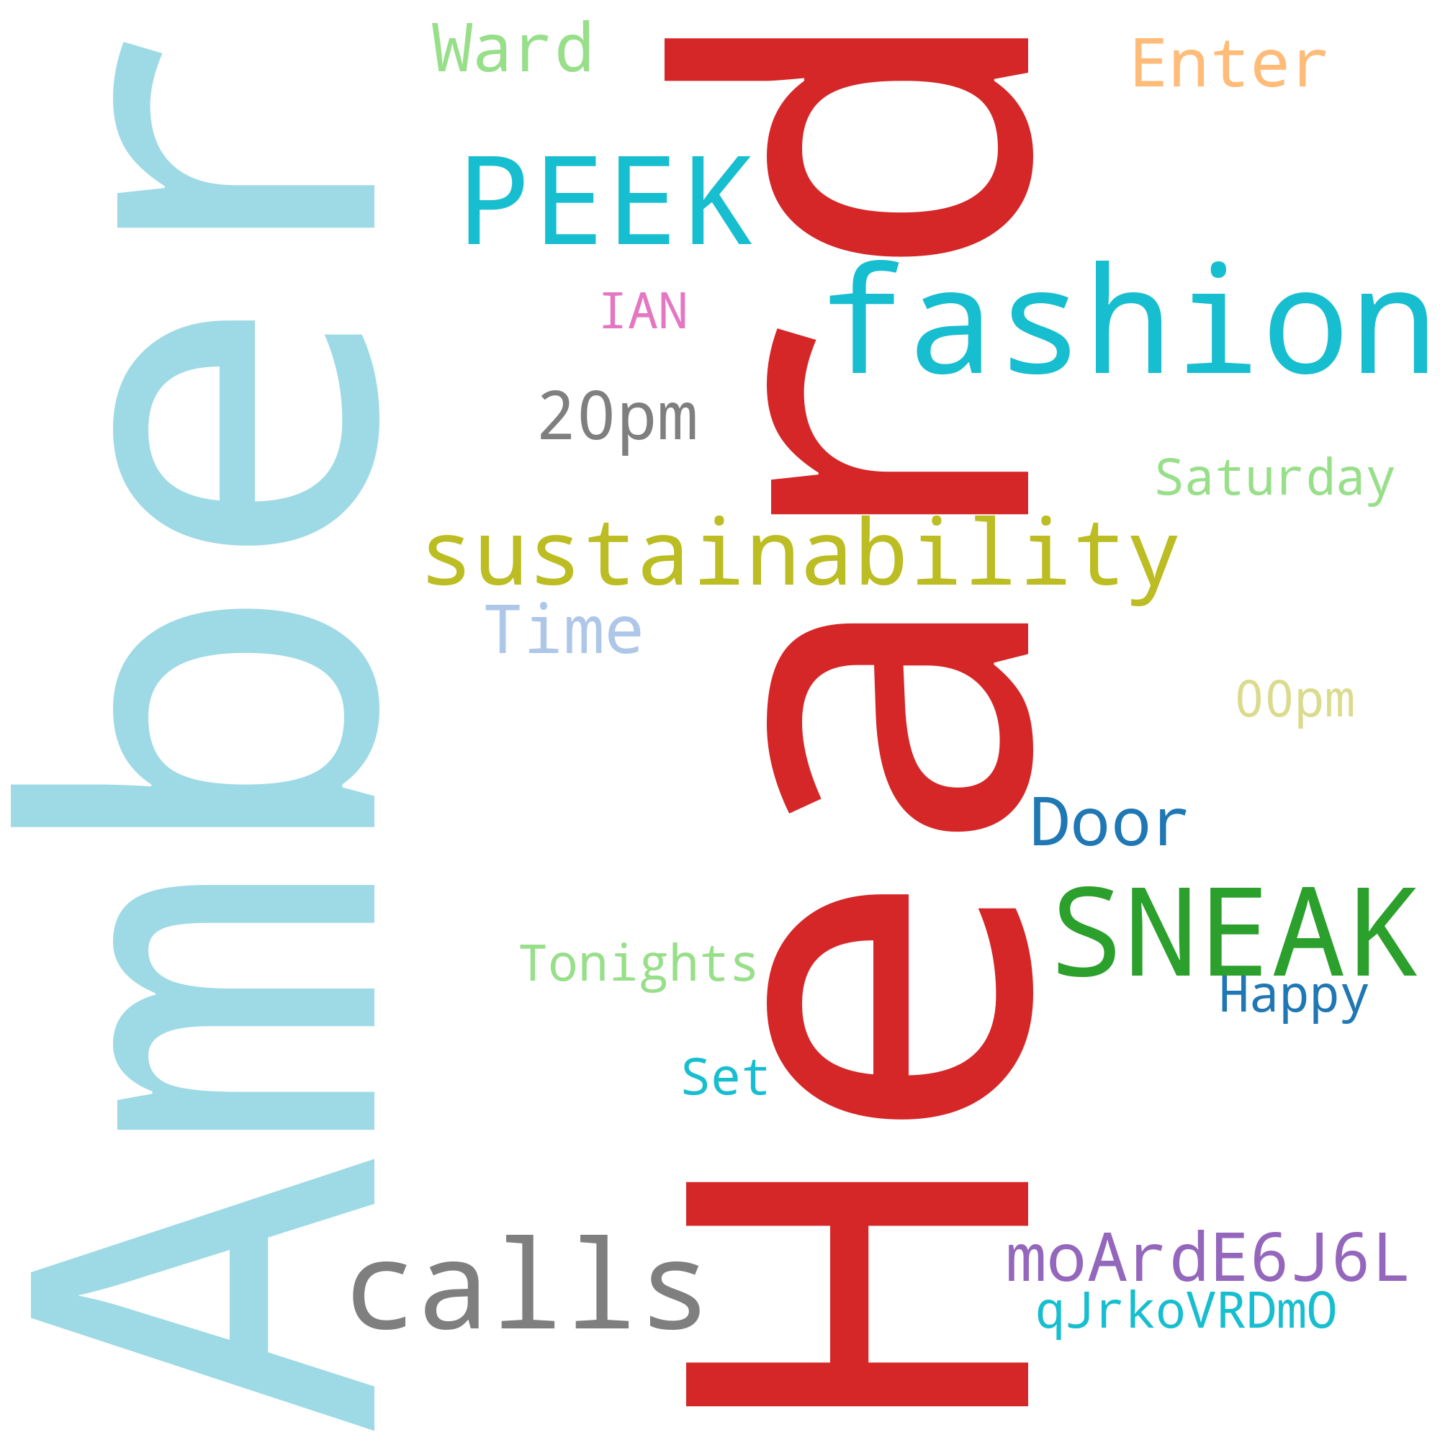 Amber
Heard
Ward
Enter
PEEK
fashion
IAN
20pm
Saturday
sustainability
Time
00pm
Door
SNEAK
Tonights
Happy
Set
calls
moArdE6J6L
qJrkoVRDmO